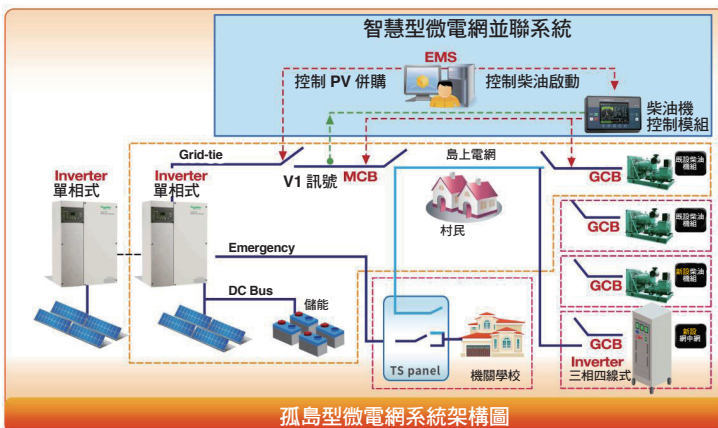 智慧型微電網並聯系統
EMS
控制 PV 併購
控制柴油啟動
柴油機
控制模組
Grid-tie
島上電網
Inverter
單相式
Inverter
單相式
V1 訊號
MCB
GCB
既設柴油
機組
村民
GCB
既設柴油
機組
Emergency
DC Bus
儲能
GCB
新設柴油
機組
TS panel
機關學校
GCB
Inverter
三相四線式
新設
網中網
孤島型微電網系統架構圖